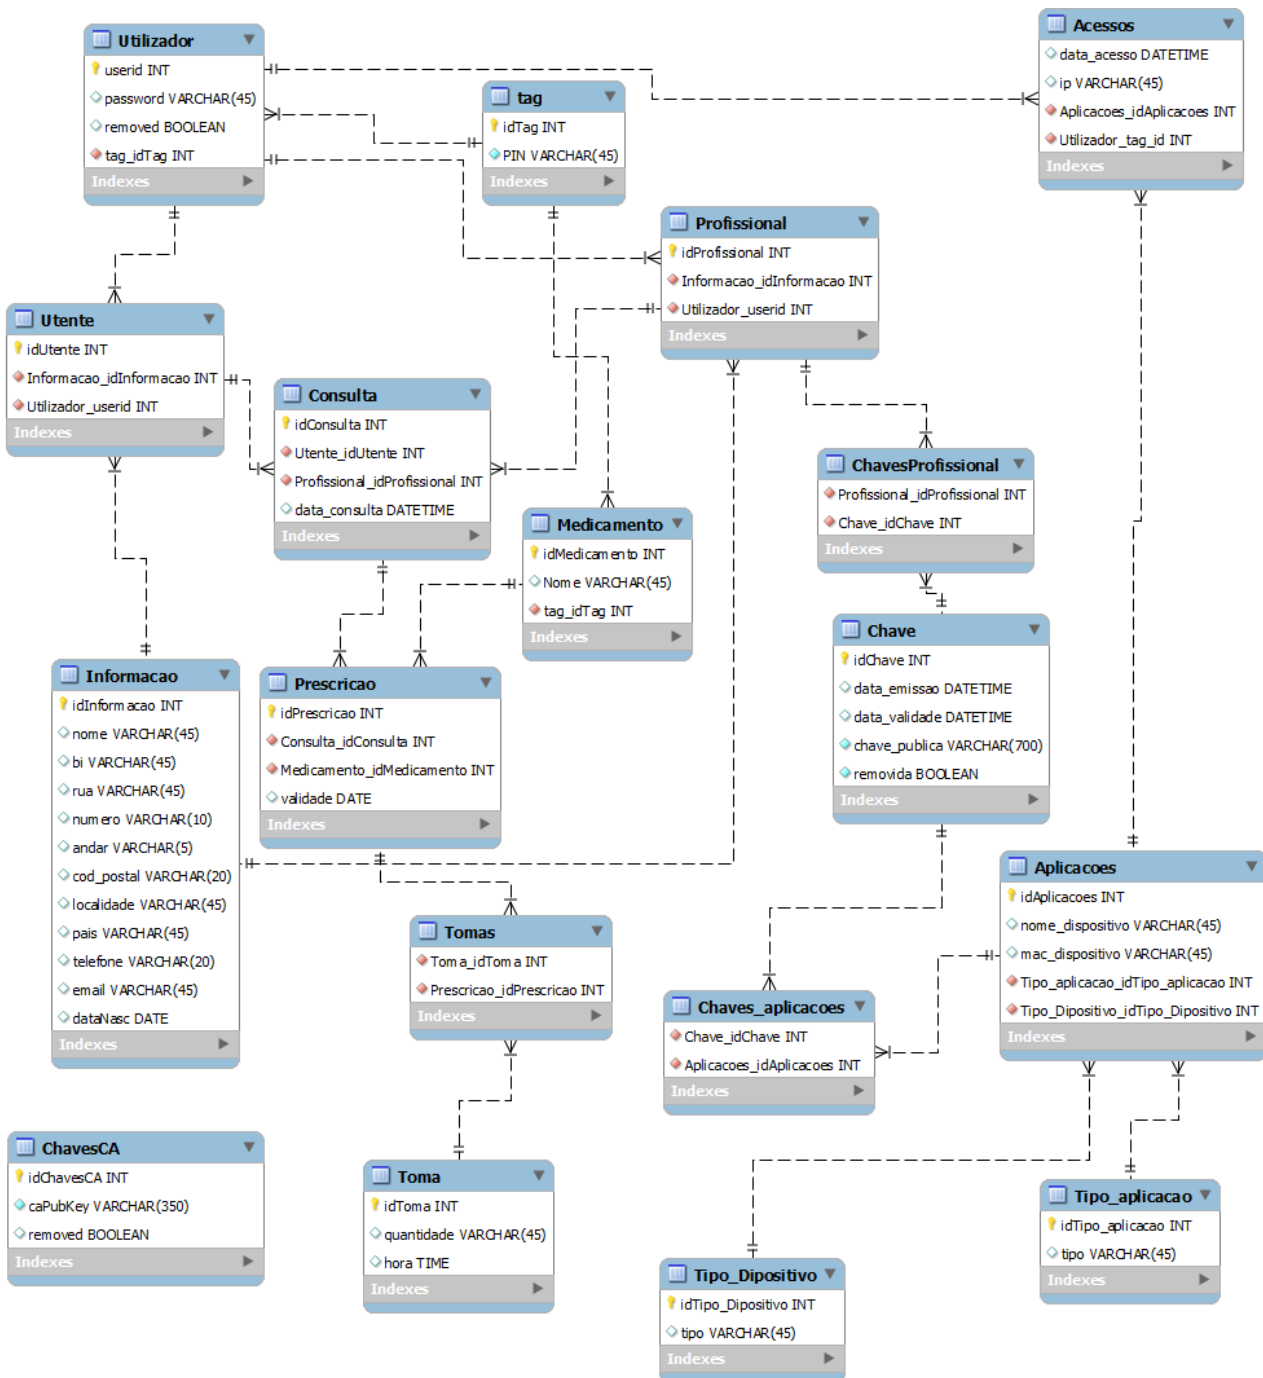 Utilizador
userid INT
password VARCHAR(45)
removed BOOLEAN
tag_idTag INT
Indexes
tag
idTag INT
PIN VARCHAR(45)
Indexes
Acessos
data_acesso DATETIME
ip VARCHAR(45)
Aplicacoes_idAplicacoes INT
Utilizador_tag_id INT
Indexes
Profissional
idProfissional INT
Informacao_idInformacao INT
Utilizador_userid INT
Indexes
Utente
idUtente INT
Informacao_idInformacao INT
Utilizador_userid INT
Indexes
Consulta
idConsulta INT
Utente_idUtente INT
Profissional_idProfissional INT
data_consulta DATETIME
Indexes
ChavesProfissional
Profissional_idProfissional INT
Chave_idChave INT
Indexes
Medicamento
idMedicamento INT
Nome VARCHAR(45)
tag_idTag INT
Indexes
Chave
idChave INT
data_emissao DATETIME
data_validade DATETIME
chave_publica VARCHAR(700)
removida BOOLEAN
Indexes
Informacao
idInformacao INT
nome VARCHAR(45)
bi VARCHAR(45)
rua VARCHAR(45)
numero VARCHAR(10)
andar VARCHAR(5)
cod_postal VARCHAR(20)
localidade VARCHAR(45)
pais VARCHAR(45)
telefone VARCHAR(20)
email VARCHAR(45)
dataNasc DATE
Indexes
Prescricao
idPrescricao INT
Consulta_idConsulta INT
Medicamento_idMedicamento INT
validade DATE
Indexes
Aplicacoes
idAplicacoes INT
nome_dispositivo VARCHAR(45)
mac_dispositivo VARCHAR(45)
Tipo_aplicacao_idTipo_aplicacao INT
Tipo_Dipositivo_idTipo_Dipositivo INT
Indexes
Tomas
Toma_idToma INT
Prescricao_idPrescricao INT
Indexes
Chaves_aplicacoes
Chave_idChave INT
Aplicacoes_idAplicacoes INT
Indexes
ChavesCA
idChavesCA INT
caPubKey VARCHAR(350)
removed BOOLEAN
Indexes
Toma
idToma INT
quantidade VARCHAR(45)
hora TIME
Indexes
Tipo_aplicacao
idTipo_aplicacao INT
tipo VARCHAR(45)
Indexes
Tipo_Dipositivo
idTipo_Dipositivo INT
tipo VARCHAR(45)
Indexes